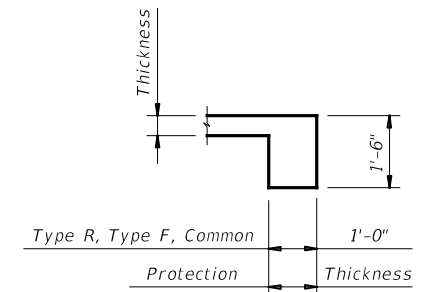 Thickness
1'-6"
Type R, Type F, Common 1'-0"
Protection Thickness